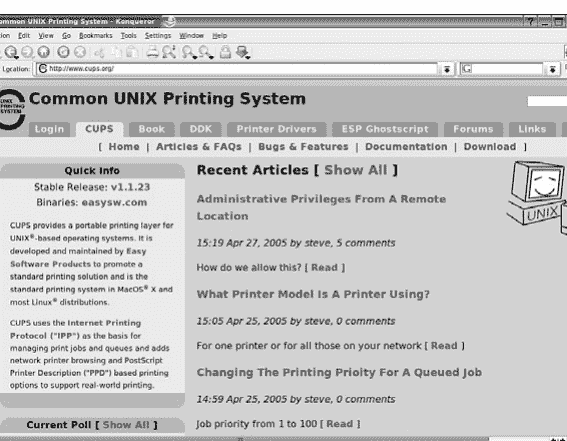 ommon UNIX Printing System - Konqueror
ion Edit View Go Bookmarks Tools Settings Window Help
Location: http://www.cups.org/
UNIX PRINTING SYSTEM
Common UNIX Printing System
Login CUPS Book DDK Printer Drivers ESP Ghostscript Forums Links
[ Home | Articles & FAQs | Bugs & Features | Documentation | Download ]
Quick Info
Stable Release: v1.1.23
Binaries: easysw.com
CUPS provides a portable printing layer for
UNIX®-based operating systems. It is
developed and maintained by Easy
Software Products to promote a
standard printing solution and is the
standard printing system in MacOS® X and
most Linux® distributions.
CUPS uses the Internet Printing
Protocol ("IPP") as the basis for
managing print jobs and queues and adds
network printer browsing and PostScript
Printer Description ("PPD") based printing
options to support real-world printing.
Current Poll [ Show All ]
Recent Articles [ Show All ]
Administrative Privileges From A Remote
Location
15:19 Apr 27, 2005 by steve, 5 comments
How do we allow this? [ Read ]
What Printer Model Is A Printer Using?
15:05 Apr 25, 2005 by steve, 0 comments
For one printer or for all those on your network [ Read ]
Changing The Printing Prioity For A Queued Job
14:59 Apr 25, 2005 by steve, 0 comments
Job priority from 1 to 100 [ Read ]
UNIX